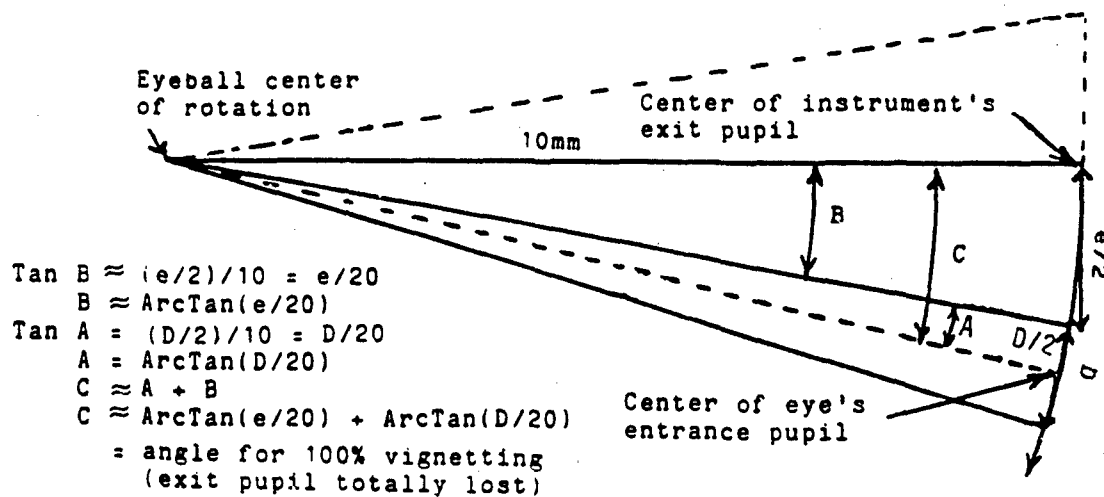 Eyeball center
of rotation
Center of instrument's
exit pupil
10mm
B
C
e/2
A
D/2
D
Tan B ≈ (e/2)/10 = e/20
B ≈ ArcTan(e/20)
Tan A = (D/2)/10 = D/20
A = ArcTan(D/20)
C ≈ A + B
C ≈ ArcTan(e/20) + ArcTan(D/20)
= angle for 100% vignetting
(exit pupil totally lost)
Center of eye's
entrance pupil